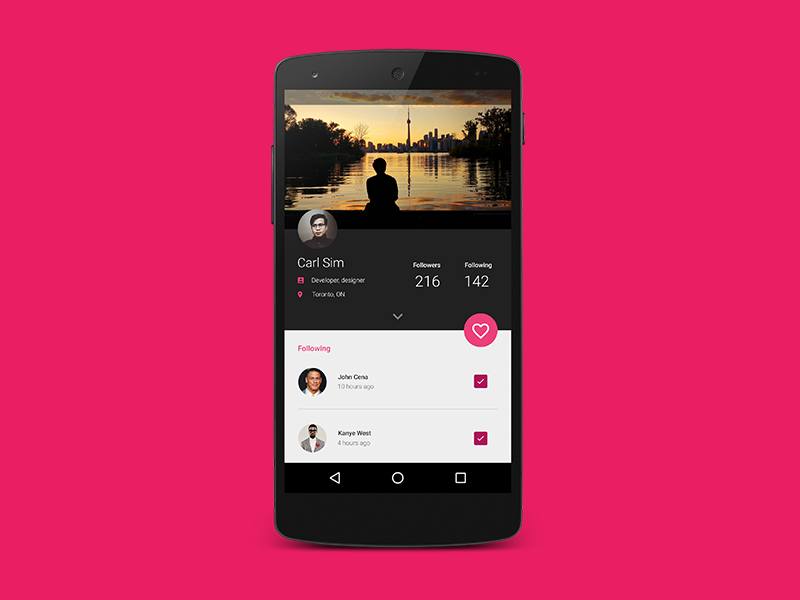 Carl Sim
Developer, designer
Toronto, ON
Followers Following
216 142
Following
John Cena
10 hours ago
Kanye West
4 hours ago